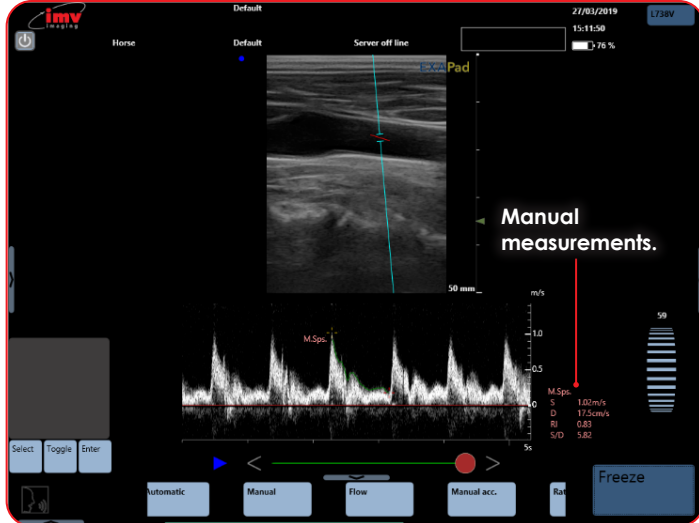 imv
imaging
Default
27/03/2019
L738V
15:11:50
76 %
Horse
Default
Server off line
EXAPad
Manual
measurements.
50 mm
m/s
59
M.Sps.
1.0
0.5
0
M.Sps.
S 1.02m/s
D 17.5cm/s
RI 0.83
S/D 5.82
5s
Select
Toggle
Enter
Automatic
Manual
Flow
Manual acc.
Rat
Freeze